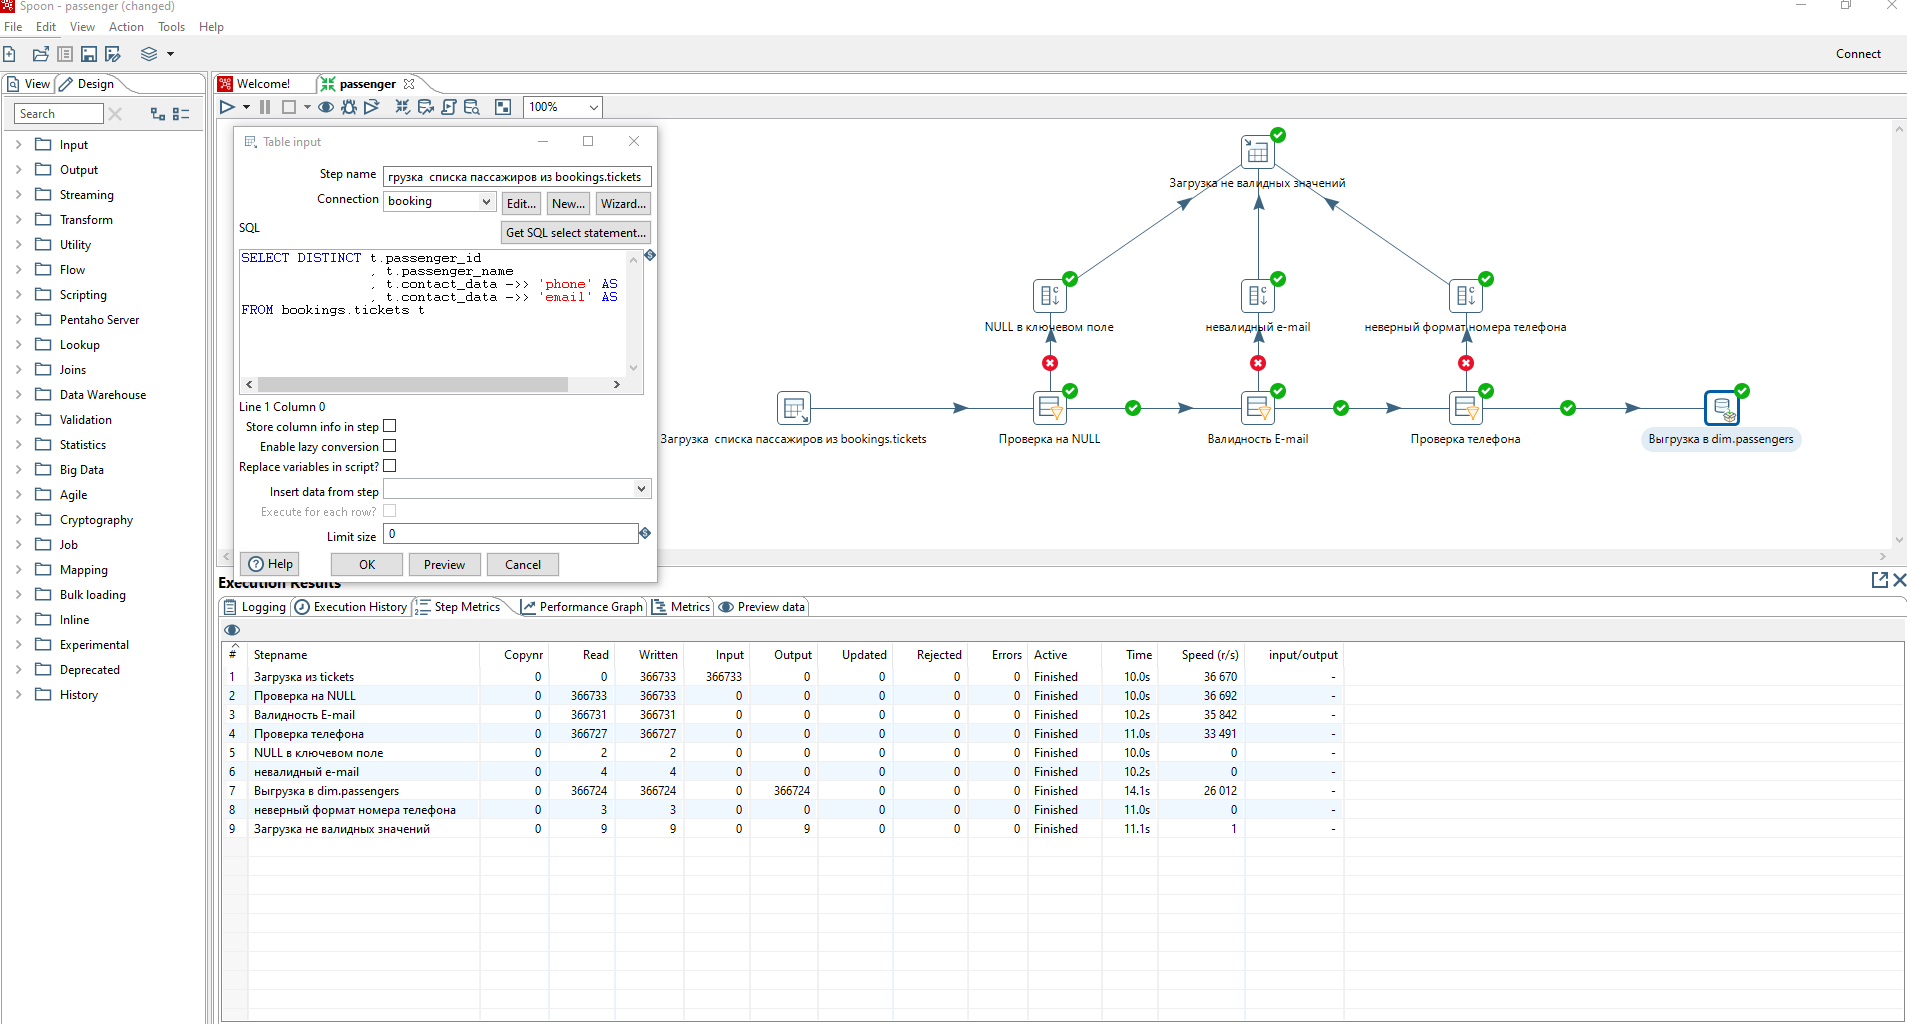 Spoon - passenger (changed)
File Edit View Action Tools Help
Connect
View Design
Search
Input
Output
Streaming
Transform
Utility
Flow
Scripting
Pentaho Server
Lookup
Joins
Data Warehouse
Validation
Statistics
Big Data
Agile
Cryptography
Job
Mapping
Bulk loading
Inline
Experimental
Deprecated
History
Welcome! passenger
100%
Table input
Step name грузка списка пассажиров из bookings.tickets
Connection booking Edit... New... Wizard...
SQL Get SQL select statement...
SELECT DISTINCT t.passenger_id
, t.passenger_name
, t.contact_data ->> 'phone' AS
, t.contact_data ->> 'email' AS
FROM bookings.tickets t
Line 1 Column 0
Store column info in step
Enable lazy conversion
Replace variables in script?
Insert data from step
Execute for each row?
Limit size 0
Help OK Preview Cancel
Загрузка не валидных значений
NULL в ключевом поле невалидный e-mail неверный формат номера телефона
Загрузка списка пассажиров из bookings.tickets Проверка на NULL Валидность E-mail Проверка телефона Выгрузка в dim.passengers
Execution Results
Logging Execution History Step Metrics Performance Graph Metrics Preview data
# Stepname Copynr Read Written Input Output Updated Rejected Errors Active Time Speed (r/s) input/output
1 Загрузка из tickets 0 0 366733 366733 0 0 0 0 Finished 10.0s 36 670 -
2 Проверка на NULL 0 366733 366733 0 0 0 0 0 Finished 10.0s 36 692 -
3 Валидность E-mail 0 366731 366731 0 0 0 0 0 Finished 10.2s 35 842 -
4 Проверка телефона 0 366727 366727 0 0 0 0 0 Finished 11.0s 33 491 -
5 NULL в ключевом поле 0 2 2 0 0 0 0 0 Finished 10.0s 0 -
6 невалидный e-mail 0 4 4 0 0 0 0 0 Finished 10.2s 0 -
7 Выгрузка в dim.passengers 0 366724 366724 0 366724 0 0 0 Finished 14.1s 26 012 -
8 неверный формат номера телефона 0 3 3 0 0 0 0 0 Finished 11.0s 0 -
9 Загрузка не валидных значений 0 9 9 0 9 0 0 0 Finished 11.1s 1 -